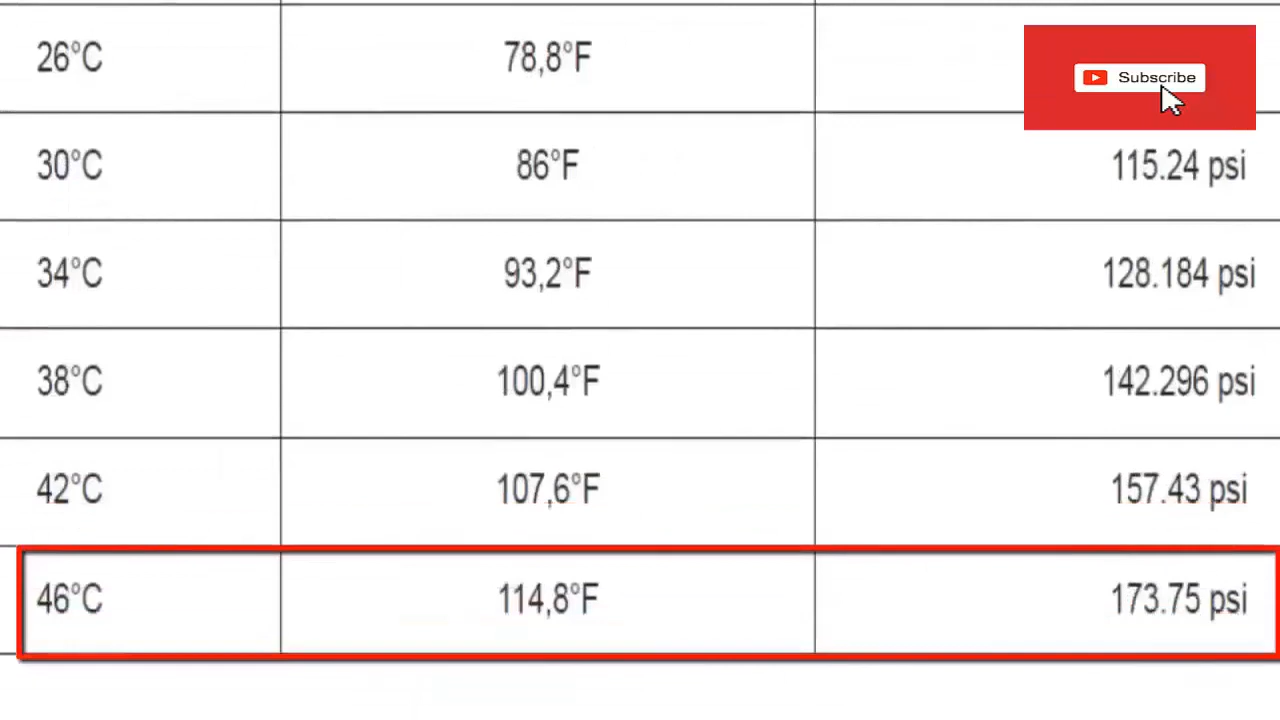 26°C 78,8°F
Subscribe
30°C 86°F 115.24 psi
34°C 93,2°F 128.184 psi
38°C 100,4°F 142.296 psi
42°C 107,6°F 157.43 psi
46°C 114,8°F 173.75 psi